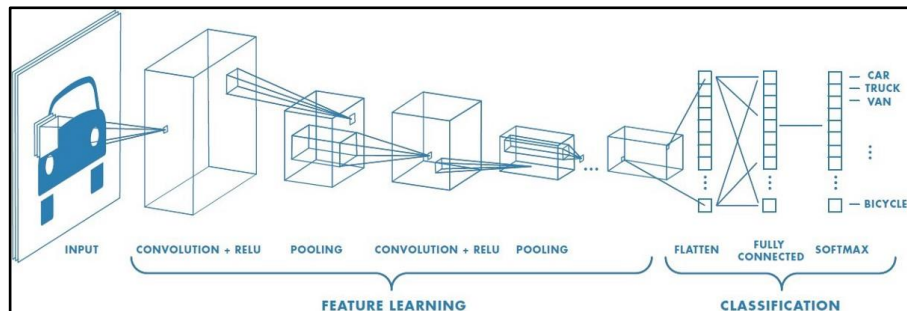 CAR
TRUCK
VAN
BICYCLE
INPUT
CONVOLUTION + RELU
POOLING
CONVOLUTION + RELU
POOLING
FLATTEN
FULLY
CONNECTED
SOFTMAX
FEATURE LEARNING
CLASSIFICATION